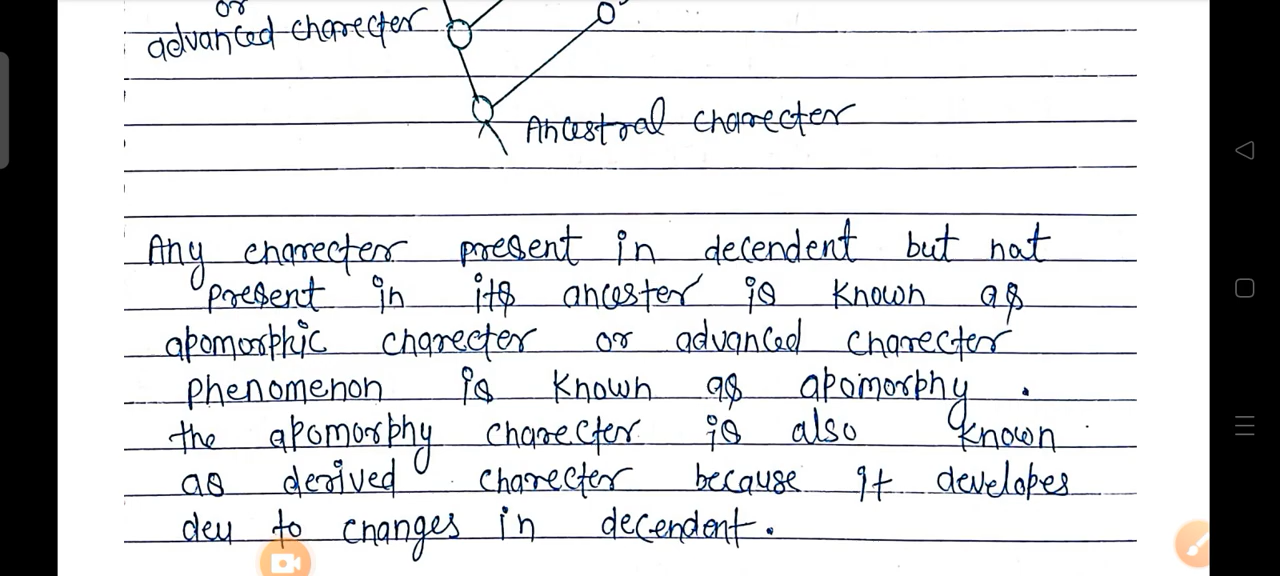 or
advanced charecter
Ancestral charecter
Any charecter present in decendent but not
present in its ancester is known as
apomorphic charecter or advanced charecter
phenomenon is known as apomorphy.
the apomorphy charecter is also known
as derived charecter because it developes
deu to changes in decendent.